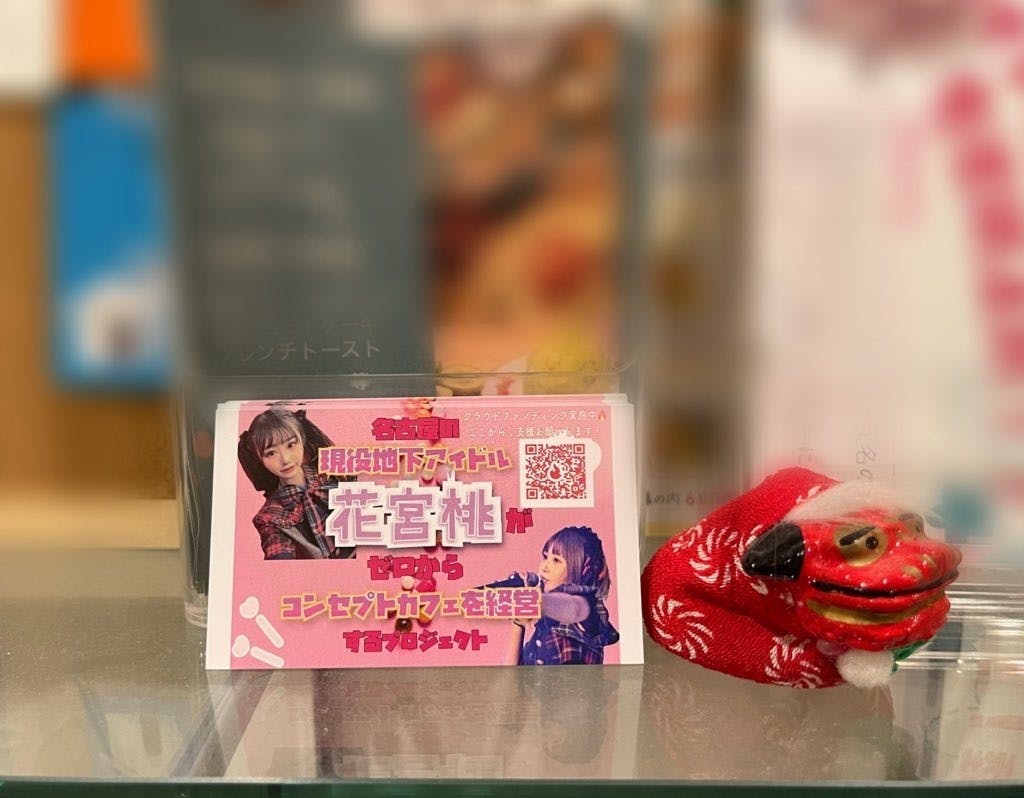 レンチトースト
クラウドファンディング実施中🔥
ここから支援お願いします
名古屋の
現役地下アイドル
花宮桃が
ゼロから
コンセプトカフェを経営
するプロジェクト